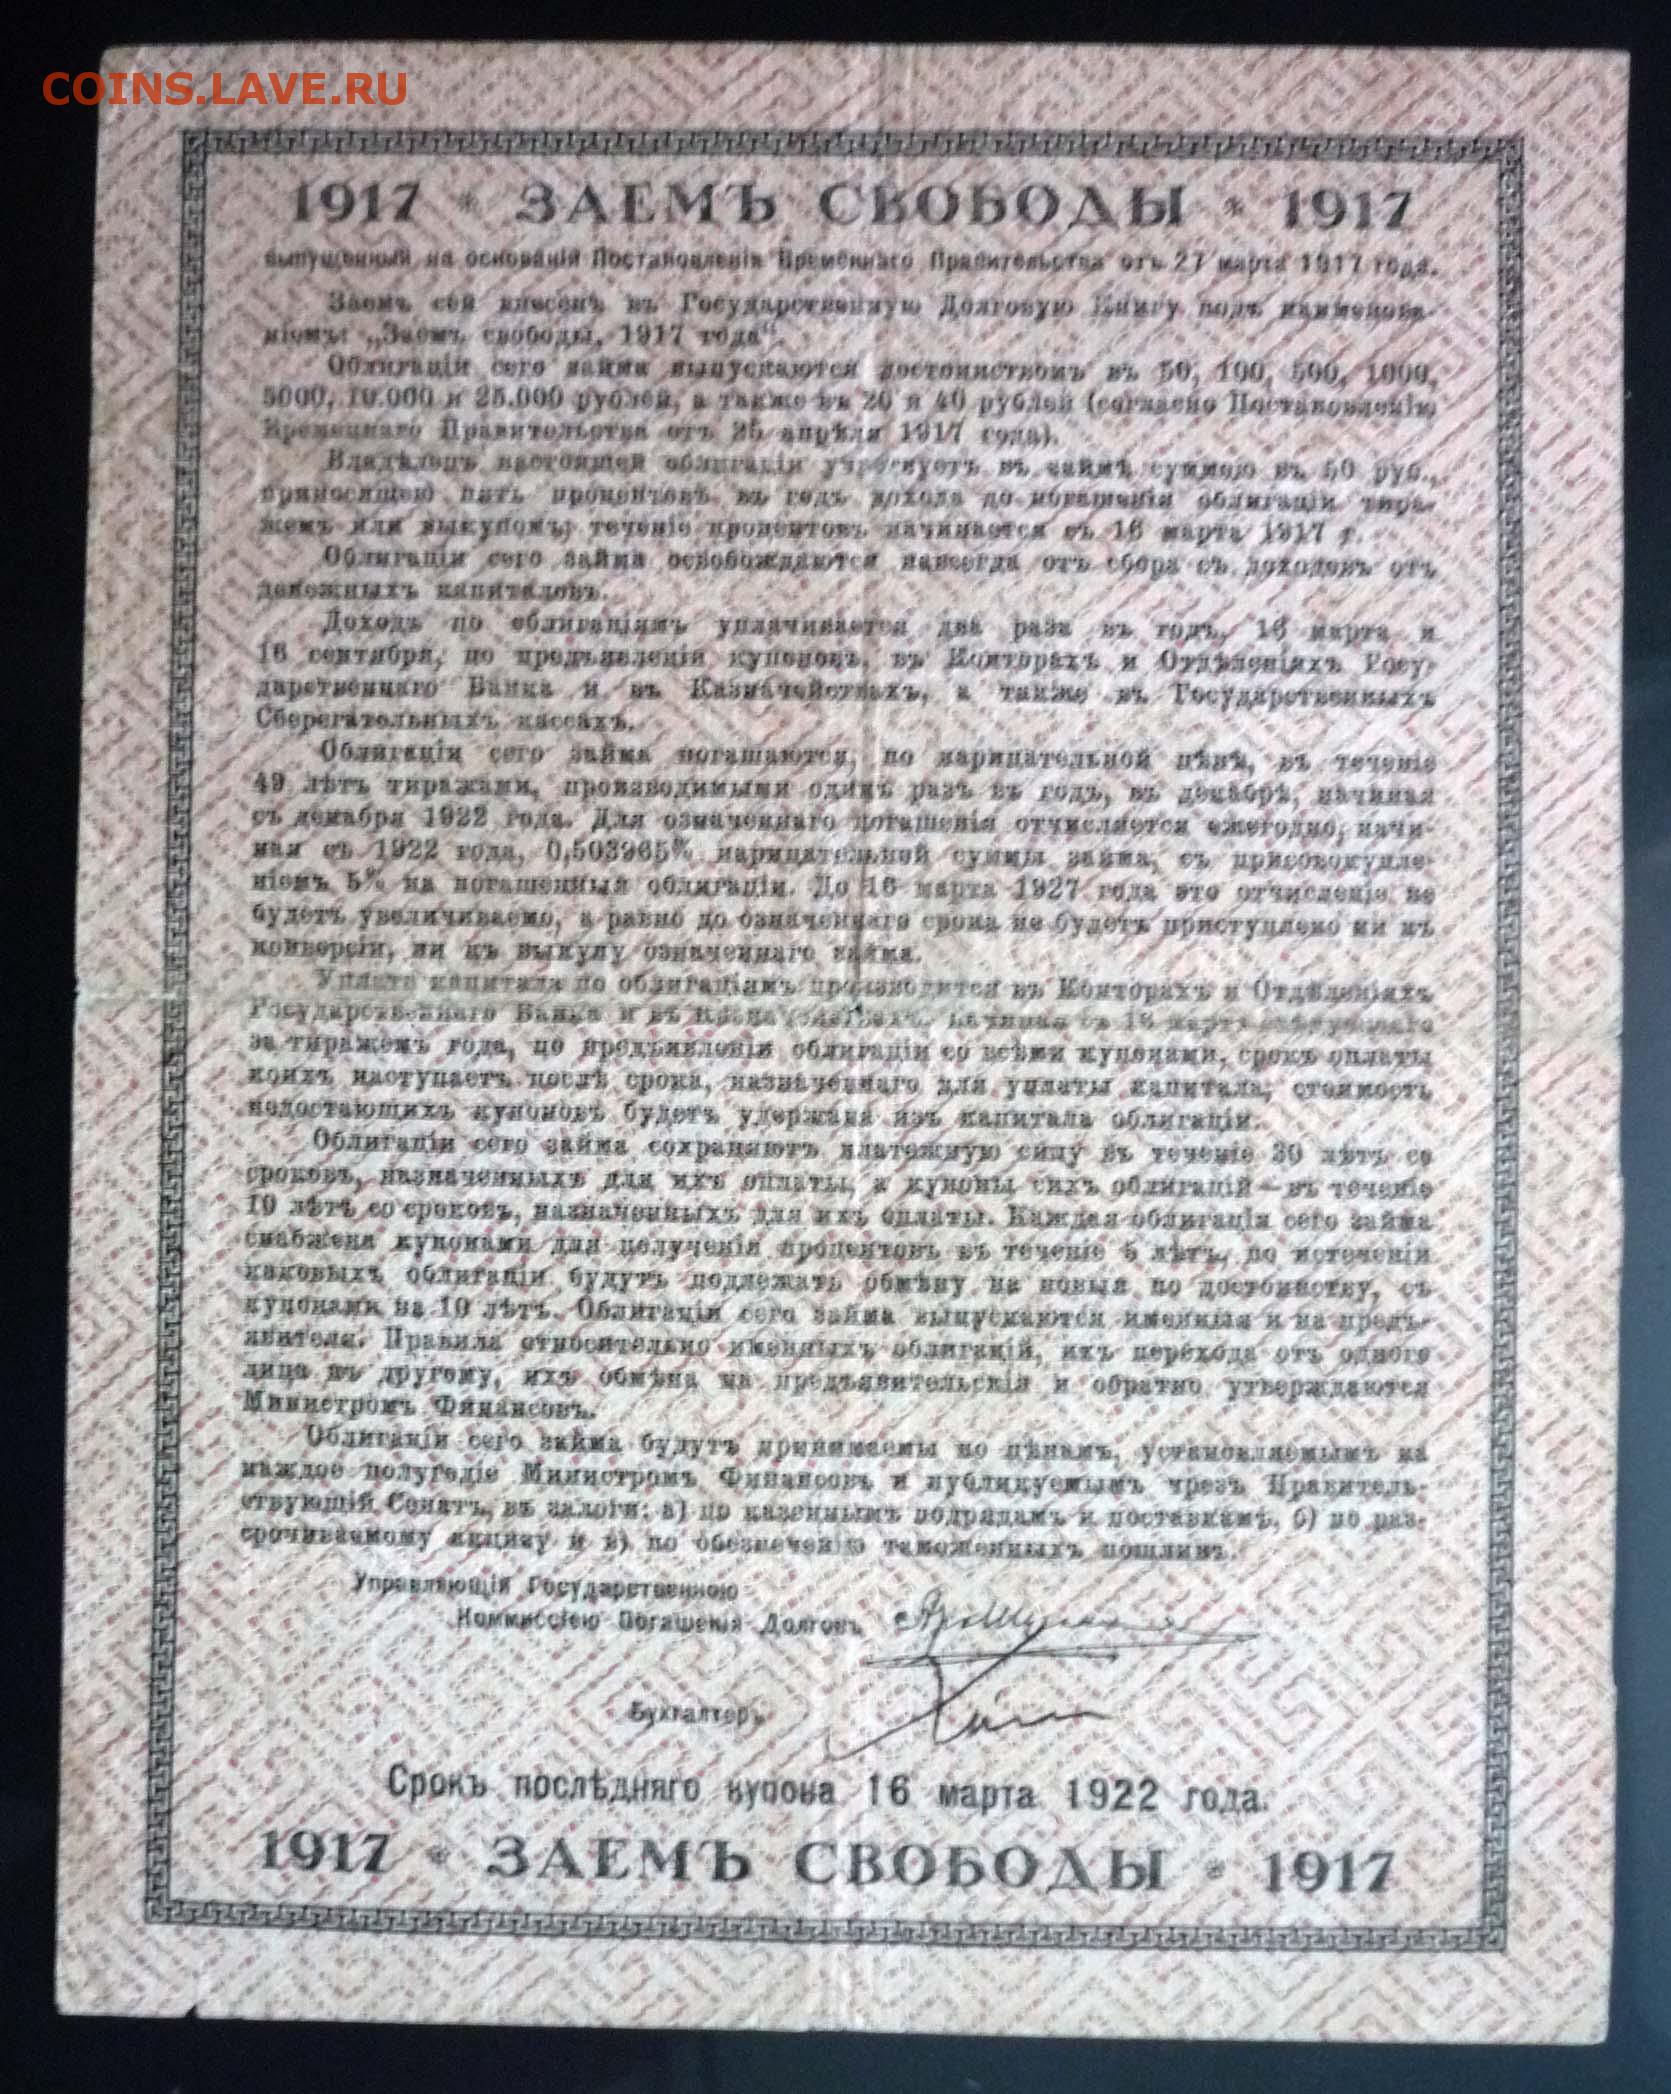 COINS.LAVE.RU
1917 * ЗАЕМЪ СВОБОДЫ * 1917
выпущенный на основаніи Постановленія Временнаго Правительства отъ 27 марта 1917 года.
Заемъ сей внесенъ въ Государственную Долговую Книгу подъ наименова-
ніемъ: „Заемъ свободы, 1917 года“.
Облигаціи сего займа выпускаются достоинствомъ въ 50, 100, 500, 1000,
5000, 10.000 и 25.000 рублей, а также въ 20 и 40 рублей (согласно Постановленію
Временнаго Правительства отъ 25 апрѣля 1917 года).
Владѣлецъ настоящей облигаціи участвуетъ въ займѣ суммою въ 50 руб.,
приносящею пять процентовъ въ годъ дохода до погашенія облигаціи тира-
жемъ или выкупомъ; теченіе процентовъ начинается съ 16 марта 1917 г.
Облигаціи сего займа освобождаются навсегда отъ сбора съ доходовъ отъ
денежныхъ капиталовъ.
Доходъ по облигаціямъ уплачивается два раза въ годъ, 16 марта и
16 сентября, по предъявленіи купоновъ, въ Конторахъ и Отдѣленіяхъ Госу-
дарственнаго Банка и въ Казначействахъ, а также въ Государственныхъ
Сберегательныхъ кассахъ.
Облигаціи сего займа погашаются, по нарицательной цѣнѣ, въ теченіе
49 лѣтъ тиражами, производимыми одинъ разъ въ годъ, въ декабрѣ, начиная
съ декабря 1922 года. Для означеннаго погашенія отчисляется ежегодно, начи-
ная съ 1922 года, 0,503965% нарицательной суммы займа, съ присовокупле-
ніемъ 5% на погашенныя облигаціи. До 16 марта 1927 года это отчисленіе не
будетъ увеличиваемо, а равно до означеннаго срока не будетъ приступлено ни къ
конверсіи, ни къ выкупу означеннаго займа.
Уплата капитала по облигаціямъ производится въ Конторахъ и Отдѣленіяхъ
Государственнаго Банка и въ Казначействахъ, начиная съ 16 марта слѣдующаго
за тиражемъ года, по предъявленіи облигаціи со всѣми купонами, срокъ оплаты
коихъ наступаетъ послѣ срока, назначеннаго для уплаты капитала; стоимость
недостающихъ купоновъ будетъ удержана изъ капитала облигаціи.
Облигаціи сего займа сохраняютъ платежную силу въ теченіе 30 лѣтъ со
сроковъ, назначенныхъ для ихъ оплаты, а купоны сихъ облигацій — въ теченіе
10 лѣтъ со сроковъ, назначенныхъ для ихъ оплаты. Каждая облигація сего займа
снабжена купонами для полученія процентовъ въ теченіе 5 лѣтъ, по истеченіи
каковыхъ облигаціи будутъ подлежать обмѣну на новыя по достоинству, съ
купонами на 10 лѣтъ. Облигаціи сего займа выпускаются именныя и на предъ-
явителя. Правила относительно именныхъ облигацій, ихъ перехода отъ одного
лица къ другому, ихъ обмѣна на предъявительскія и обратно утверждаются
Министромъ Финансовъ.
Облигаціи сего займа будутъ принимаемы по цѣнамъ, установляемымъ на
каждое полугодіе Министромъ Финансовъ и публикуемымъ чрезъ Правитель-
ствующій Сенатъ, въ залоги: а) по казеннымъ подрядамъ и поставкамъ, б) по раз-
срочиваемому акцизу и в) по обезпеченію таможенныхъ пошлинъ.
Управляющій Государственною
Коммиссіею Погашенія Долговъ
Бухгалтеръ
Срокъ послѣдняго купона 16 марта 1922 года.
1917 * ЗАЕМЪ СВОБОДЫ * 1917